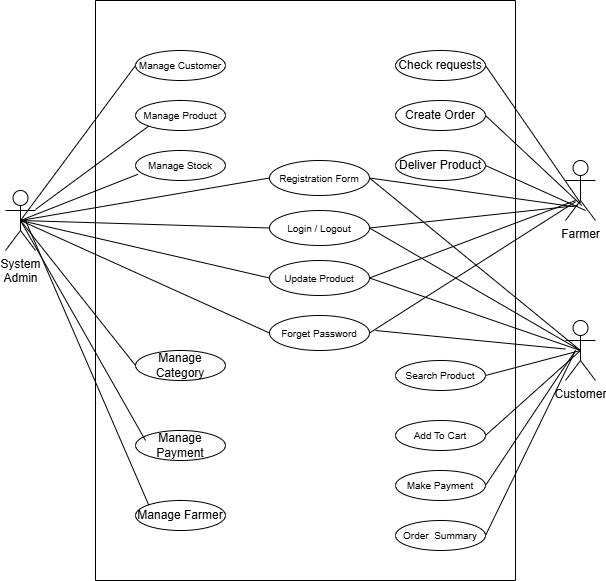 Manage Customer
Check requests
Manage Product
Create Order
Manage Stock
Deliver Product
Registration Form
Login / Logout
Farmer
System
Admin
Update Product
Forget Password
Manage
Category
Search Product
Customer
Manage
Payment
Add To Cart
Make Payment
Manage Farmer
Order Summary